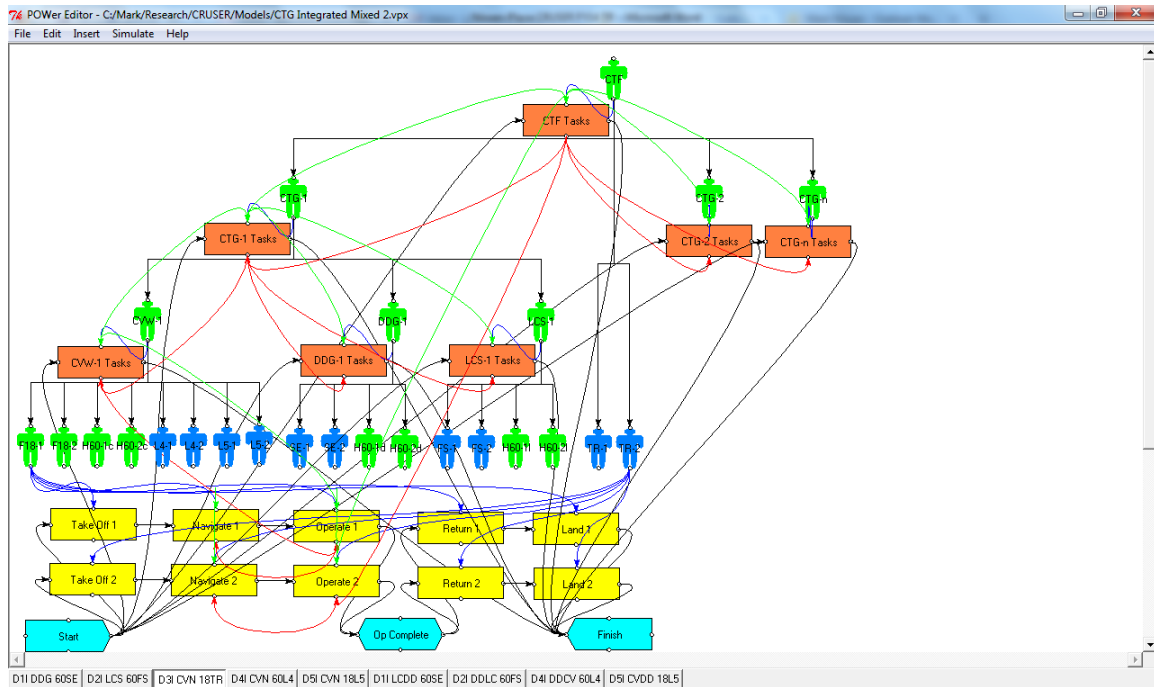 POWer Editor - C:/Mark/Research/CRUSER/Models/CTG Integrated Mixed 2.vpx
File Edit Insert Simulate Help
CTF
CTF Tasks
CTG-1 CTG-2 CTG-n
CTG-1 Tasks CTG-2 Tasks CTG-n Tasks
CVW-1 DDG-1 LCS-1
CVW-1 Tasks DDG-1 Tasks LCS-1 Tasks
F18-1 F18-2 H60-1c H60-2c L4-1 L4-2 L5-1 L5-2 SE-1 SE-2 H60-1d H60-2d FS-1 FS-2 H60-1l H60-2l TR-1 TR-2
Take Off 1 Navigate 1 Operate 1 Return 1 Land 1
Take Off 2 Navigate 2 Operate 2 Return 2 Land 2
Start Op Complete Finish
D1I DDG 60SE D2I LCS 60FS D3I CVN 18TR D4I CVN 60L4 D5I CVN 18L5 D1I LCDD 60SE D2I DDLC 60FS D4I DDCV 60L4 D5I CVDD 18L5